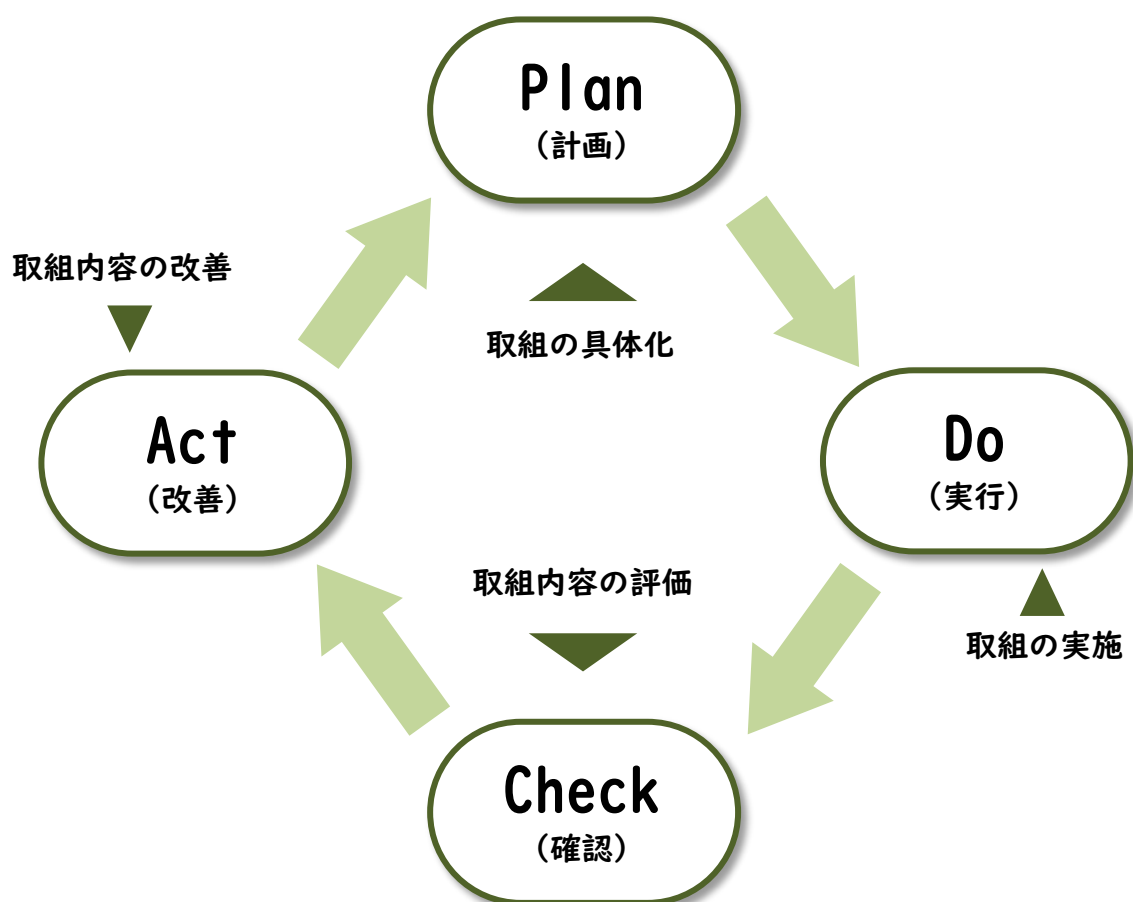 Plan
（計画）
取組内容の改善
取組の具体化
Act
（改善）
Do
（実行）
取組内容の評価
取組の実施
Check
（確認）